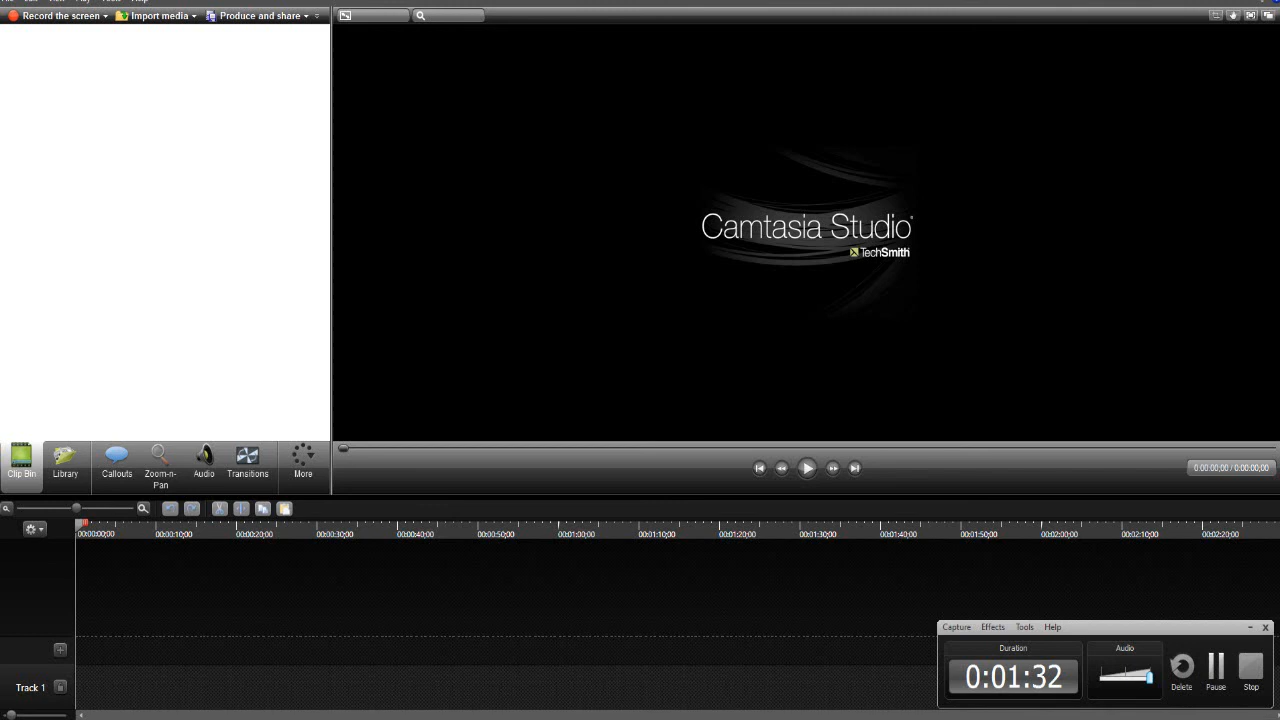 Record the screen Import media Produce and share
Camtasia Studio®
TechSmith
Clip Bin Library Callouts Zoom-n-Pan Audio Transitions More
0:00:00;00 / 0:00:00;00
00:00:00;00 00:00:10;00 00:00:20;00 00:00:30;00 00:00:40;00 00:00:50;00 00:01:00;00 00:01:10;00 00:01:20;00 00:01:30;00 00:01:40;00 00:01:50;00 00:02:00;00 00:02:10;00 00:02:20;00
Capture Effects Tools Help
Duration Audio
0:01:32
Delete Pause Stop
Track 1